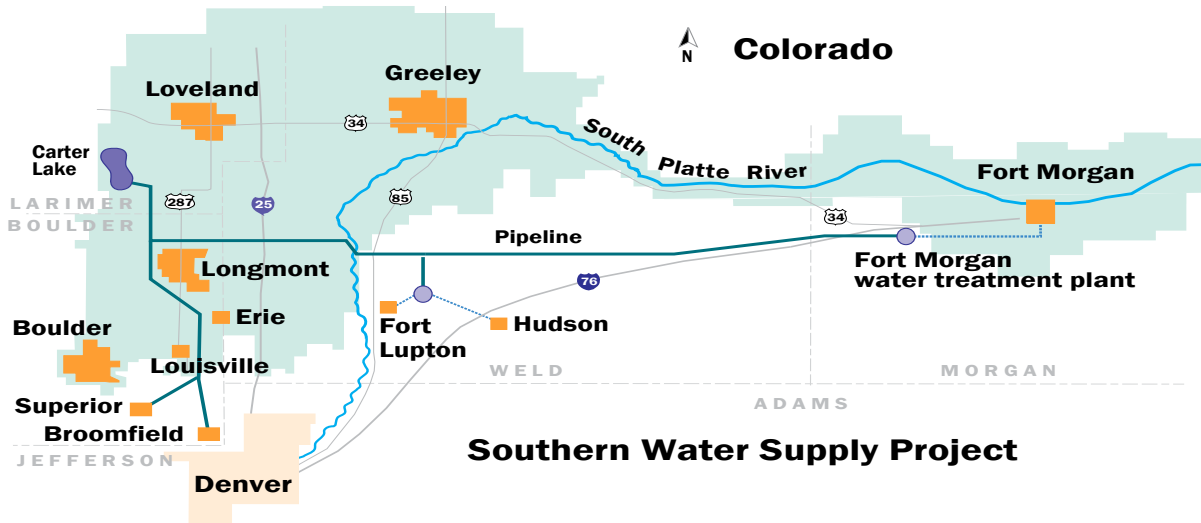 Colorado
N
Greeley
Loveland
34
South Platte River
Carter
Lake
Fort Morgan
287
25
85
34
LARIMER
BOULDER
Pipeline
Longmont
Fort Morgan
water treatment plant
76
Erie
Fort
Lupton
Hudson
Boulder
Louisville
WELD
MORGAN
ADAMS
Superior
Broomfield
JEFFERSON
Southern Water Supply Project
Denver